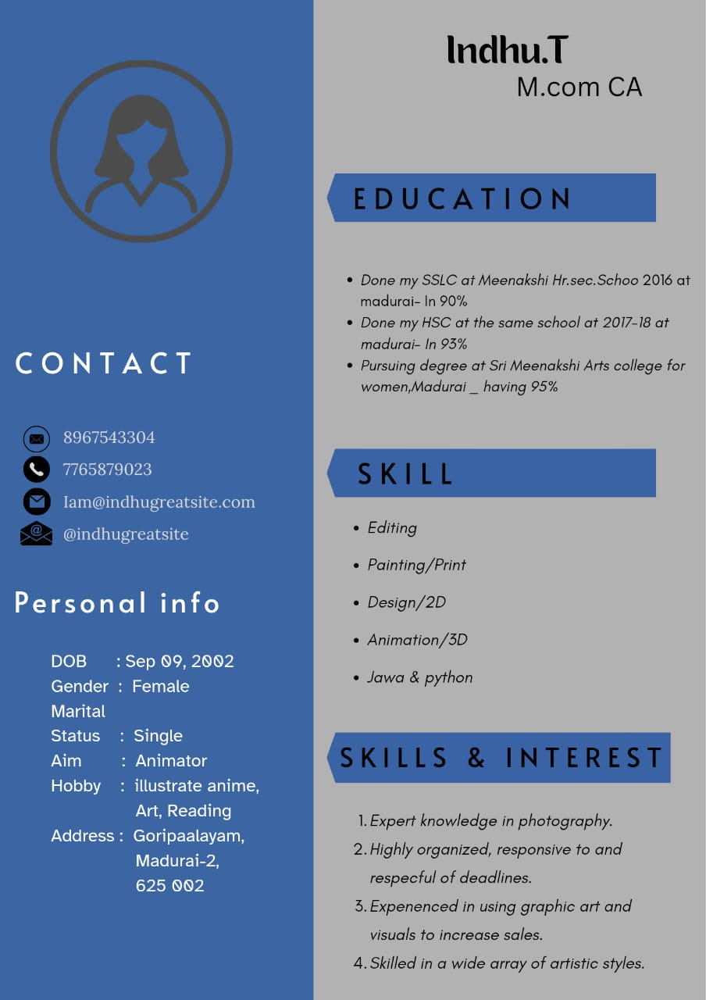 Indhu.T
M.com CA
CONTACT
8967543304
7765879023
Iam@indhugreatsite.com
@indhugreatsite
Personal info
DOB : Sep 09, 2002
Gender : Female
Marital
Status : Single
Aim : Animator
Hobby : illustrate anime,
Art, Reading
Address : Goripaalayam,
Madurai-2,
625 002
EDUCATION
• Done my SSLC at Meenakshi Hr.sec.Schoo 2016 at
madurai- In 90%
• Done my HSC at the same school at 2017-18 at
madurai- In 93%
• Pursuing degree at Sri Meenakshi Arts college for
women,Madurai _ having 95%
SKILL
• Editing
• Painting/Print
• Design/2D
• Animation/3D
• Jawa & python
SKILLS & INTEREST
1. Expert knowledge in photography.
2. Highly organized, responsive to and
respecful of deadlines.
3. Expenenced in using graphic art and
visuals to increase sales.
4. Skilled in a wide array of artistic styles.